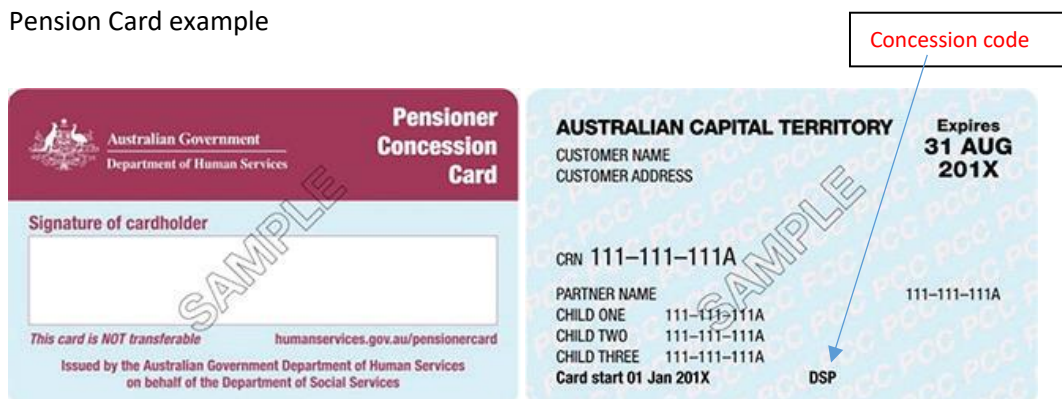 Pension Card example
Concession code
Australian Government
Department of Human Services
Pensioner
Concession
Card
Signature of cardholder
SAMPLE
This card is NOT transferable humanservices.gov.au/pensionercard
Issued by the Australian Government Department of Human Services
on behalf of the Department of Social Services
AUSTRALIAN CAPITAL TERRITORY
Expires
31 AUG
201X
CUSTOMER NAME
CUSTOMER ADDRESS
SAMPLE
CRN 111–111–111A
PARTNER NAME 111–111–111A
CHILD ONE 111–111–111A
CHILD TWO 111–111–111A
CHILD THREE 111–111–111A
Card start 01 Jan 201X DSP